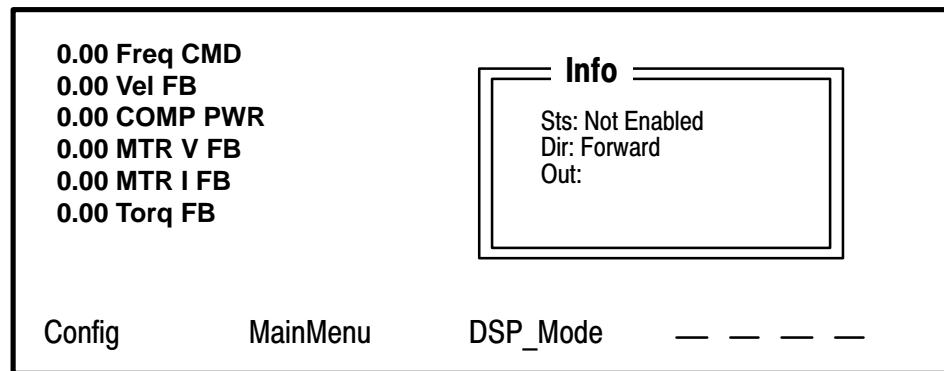 0.00 Freq CMD
0.00 Vel FB
0.00 COMP PWR
0.00 MTR V FB
0.00 MTR I FB
0.00 Torq FB
Info
Sts: Not Enabled
Dir: Forward
Out:
Config MainMenu DSP_Mode _ _ _ _